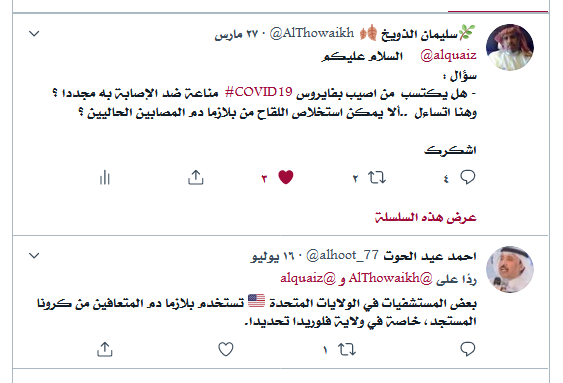 سليمان الذويخ @AlThowaikh · ٢٧ مارس
@alquaiz السلام عليكم
سؤال :
- هل يكتسب من اصيب بفايروس #COVID19 مناعة ضد الإصابة به مجددا ؟
وهنا اتساءل ..ألا يمكن استخلاص اللقاح من بلازما دم المصابين الحاليين ؟
اشكرك
٤ ٢ ٣
عرض هذه السلسلة
احمد عيد الحوت @alhoot_77 · ١٦ يوليو
ردًا على @AlThowaikh و @alquaiz
بعض المستشفيات في الولايات المتحدة تستخدم بلازما دم المتعافين من كرونا
المستجد، خاصة في ولاية فلوريدا تحديدا.
١